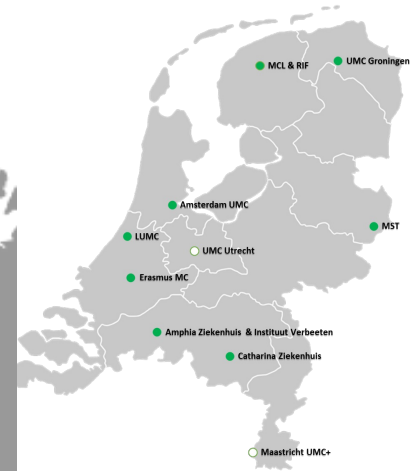 MCL & RIF
UMC Groningen
Amsterdam UMC
MST
LUMC
UMC Utrecht
Erasmus MC
Amphia Ziekenhuis & Instituut Verbeeten
Catharina Ziekenhuis
Maastricht UMC+